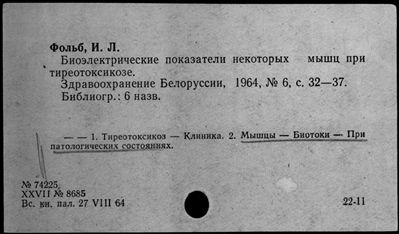 Фольб, И. Л.
Биоэлектрические показатели некоторых мышц при
тиреотоксикозе.
Здравоохранение Белоруссии, 1964, № 6, с. 32—37.
Библиогр.: 6 назв.
— — 1. Тиреотоксикоз — Клиника. 2. Мышцы — Биотоки — При
патологических состояниях.
№ 74225,
XXVII № 8685
Вс. кн. пал. 27 VIII 64
22-11